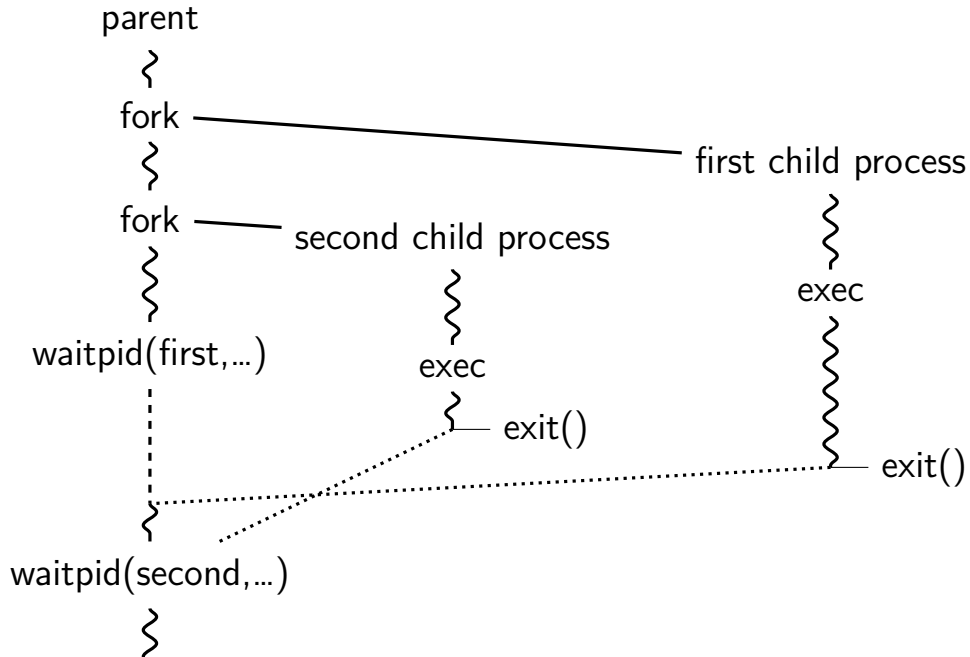 parent
fork
first child process
fork
second child process
exec
waitpid(first,...)
exec
exit()
exit()
waitpid(second,...)